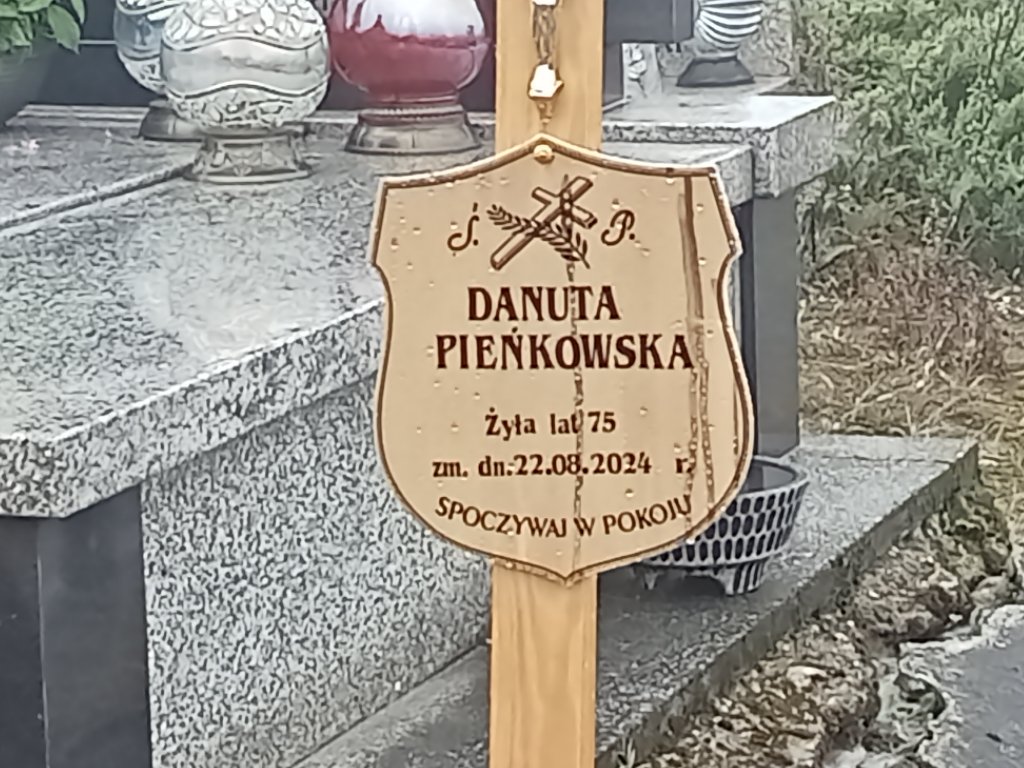 Ś. P.
DANUTA
PIEŃKOWSKA
Żyła lat 75
zm. dn. 22.08.2024 r.
SPOCZYWAJ W POKOJU